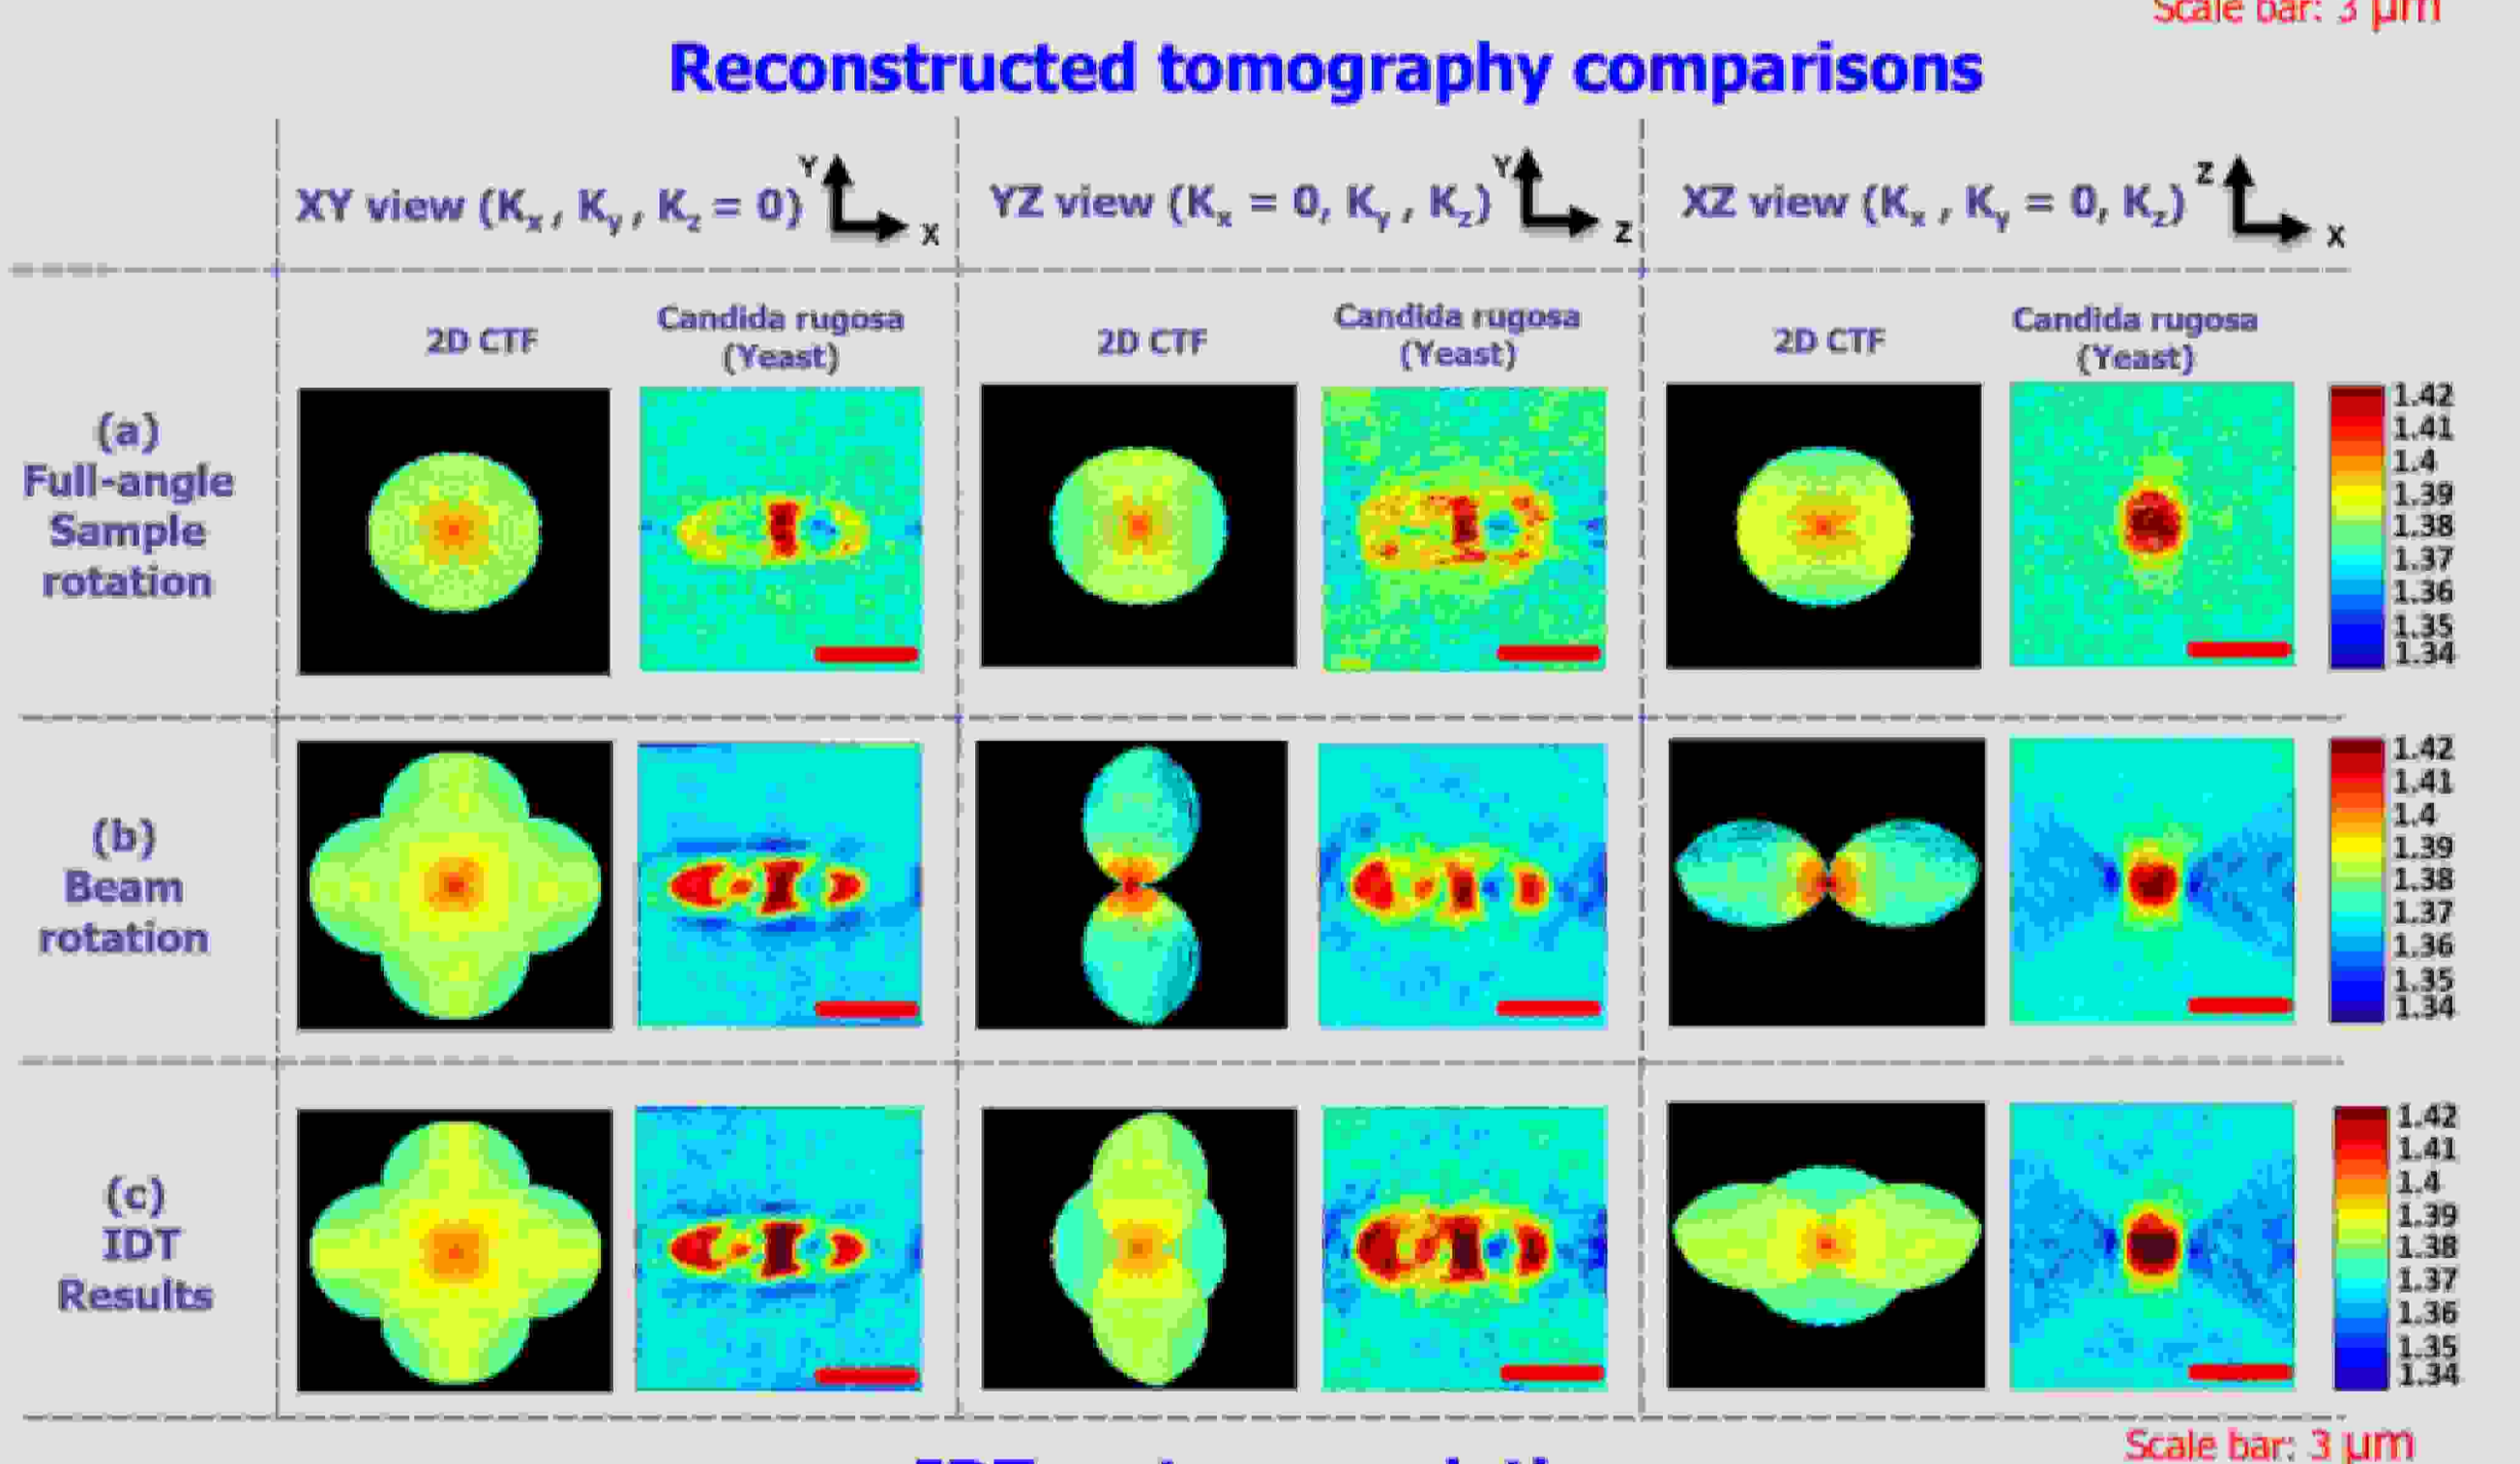 Scale bar: 3 µm
Reconstructed tomography comparisons
XY view (Kx , Ky , Kz = 0) Y X
YZ view (Kx = 0, Ky , Kz) Y Z
XZ view (Kx , Ky = 0, Kz) Z X
2D CTF
Candida rugosa
(Yeast)
2D CTF
Candida rugosa
(Yeast)
2D CTF
Candida rugosa
(Yeast)
(a)
Full-angle
Sample
rotation
1.42
1.41
1.4
1.39
1.38
1.37
1.36
1.35
1.34
(b)
Beam
rotation
1.42
1.41
1.4
1.39
1.38
1.37
1.36
1.35
1.34
(c)
IDT
Results
1.42
1.41
1.4
1.39
1.38
1.37
1.36
1.35
1.34
Scale bar: 3 µm